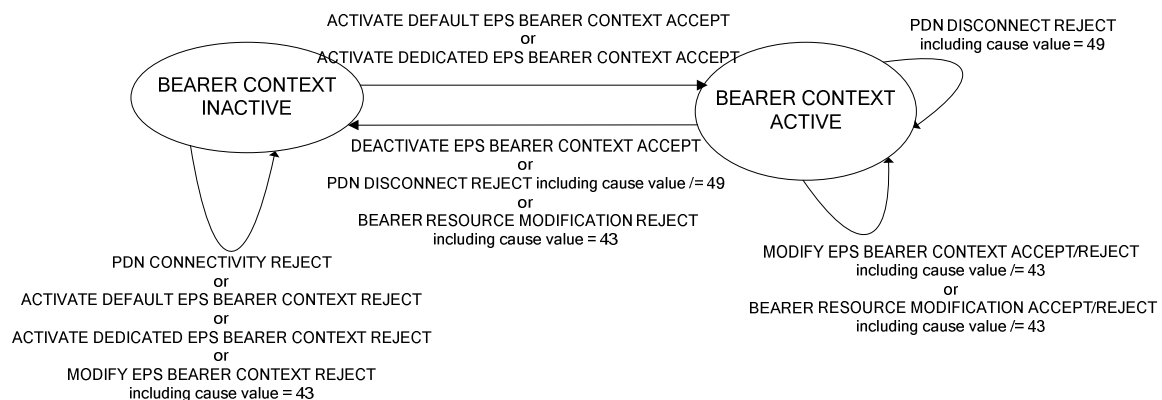 ACTIVATE DEFAULT EPS BEARER CONTEXT ACCEPT
or
ACTIVATE DEDICATED EPS BEARER CONTEXT ACCEPT
PDN DISCONNECT REJECT
including cause value = 49
BEARER CONTEXT
INACTIVE
BEARER CONTEXT
ACTIVE
DEACTIVATE EPS BEARER CONTEXT ACCEPT
or
PDN DISCONNECT REJECT including cause value /= 49
or
BEARER RESOURCE MODIFICATION REJECT
including cause value = 43
PDN CONNECTIVITY REJECT
or
ACTIVATE DEFAULT EPS BEARER CONTEXT REJECT
or
ACTIVATE DEDICATED EPS BEARER CONTEXT REJECT
or
MODIFY EPS BEARER CONTEXT REJECT
including cause value = 43
MODIFY EPS BEARER CONTEXT ACCEPT/REJECT
including cause value /= 43
or
BEARER RESOURCE MODIFICATION ACCEPT/REJECT
including cause value /= 43